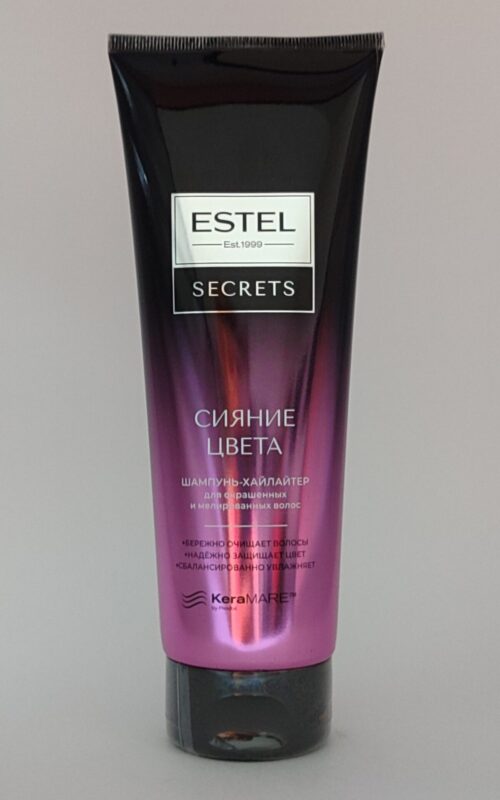 ESTEL
Est.1999
SECRETS
СИЯНИЕ
ЦВЕТА
ШАМПУНЬ-ХАЙЛАЙТЕР
для окрашенных
и мелированных волос
•БЕРЕЖНО ОЧИЩАЕТ ВОЛОСЫ
•НАДЁЖНО ЗАЩИЩАЕТ ЦВЕТ
•СБАЛАНСИРОВАННО УВЛАЖНЯЕТ
KeraMARE™